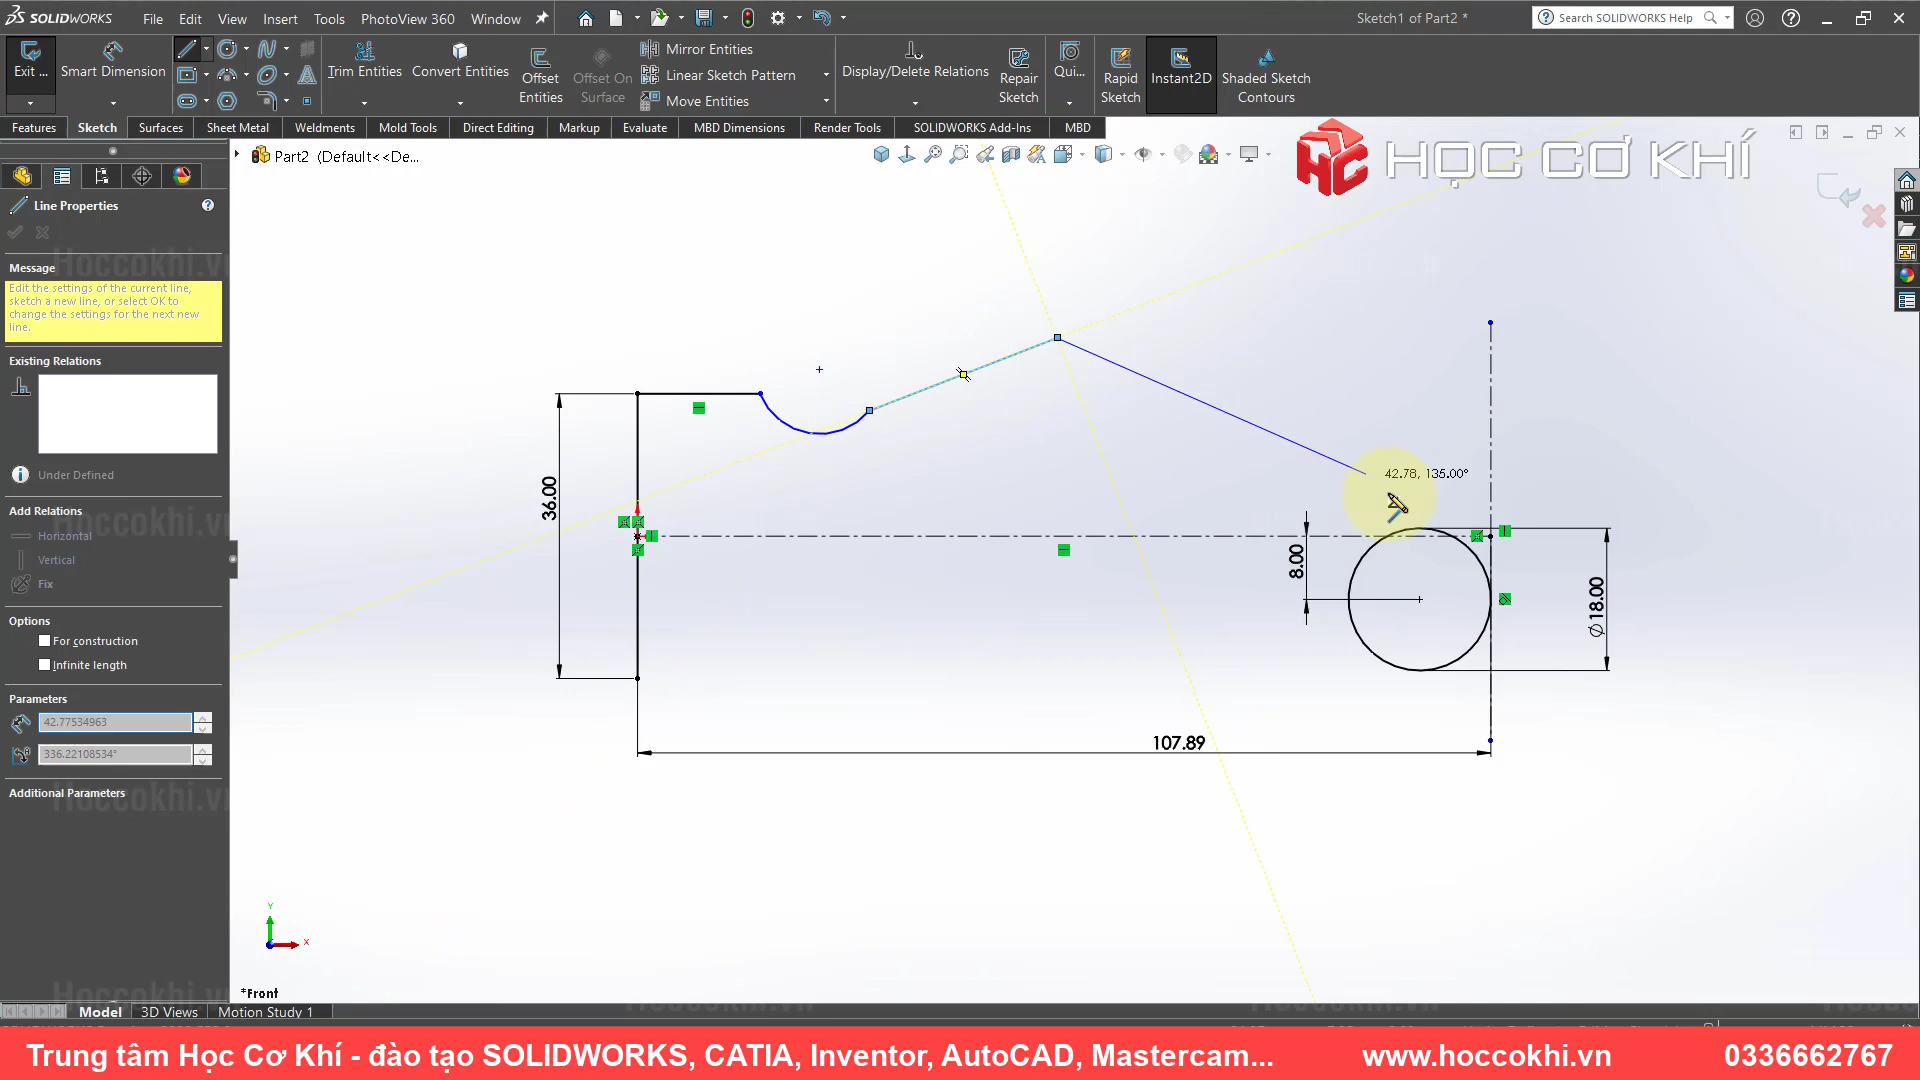 SOLIDWORKS
File
Edit
View
Insert
Tools
PhotoView 360
Window
Sketch1 of Part2 *
Search SOLIDWORKS Help
Exit ...
Smart Dimension
Trim Entities
Convert Entities
Offset
Entities
Offset On
Surface
Mirror Entities
Linear Sketch Pattern
Move Entities
Display/Delete Relations
Repair
Sketch
Qui...
Rapid
Sketch
Instant2D
Shaded Sketch
Contours
Features
Sketch
Surfaces
Sheet Metal
Weldments
Mold Tools
Direct Editing
Markup
Evaluate
MBD Dimensions
Render Tools
SOLIDWORKS Add-Ins
MBD
Part2 (Default<<De...
HỌC CƠ KHÍ
Line Properties
Hoccokhi.vn
Message
Edit the settings of the current line,
sketch a new line, or select OK to
change the settings for the next new
line.
Existing Relations
Under Defined
Add Relations
Hoccokhi.vn
Horizontal
Vertical
Fix
Options
For construction
Infinite length
Parameters
42.77534963
336.22108534°
Additional Parameters
Hoccokhi.vn
36.00
42.78, 135.00°
8.00
Ø18.00
107.89
Y
X
*Front
Model
3D Views
Motion Study 1
Trung tâm Học Cơ Khí - đào tạo SOLIDWORKS, CATIA, Inventor, AutoCAD, Mastercam...
www.hoccokhi.vn
0336662767